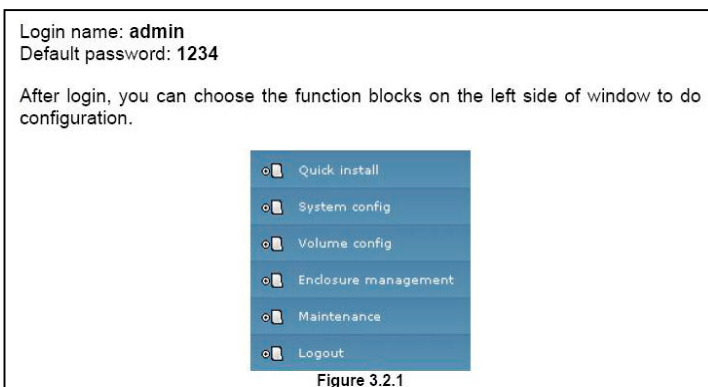 Login name: admin
Default password: 1234
After login, you can choose the function blocks on the left side of window to do
configuration.
Quick install
System config
Volume config
Enclosure management
Maintenance
Logout
Figure 3.2.1